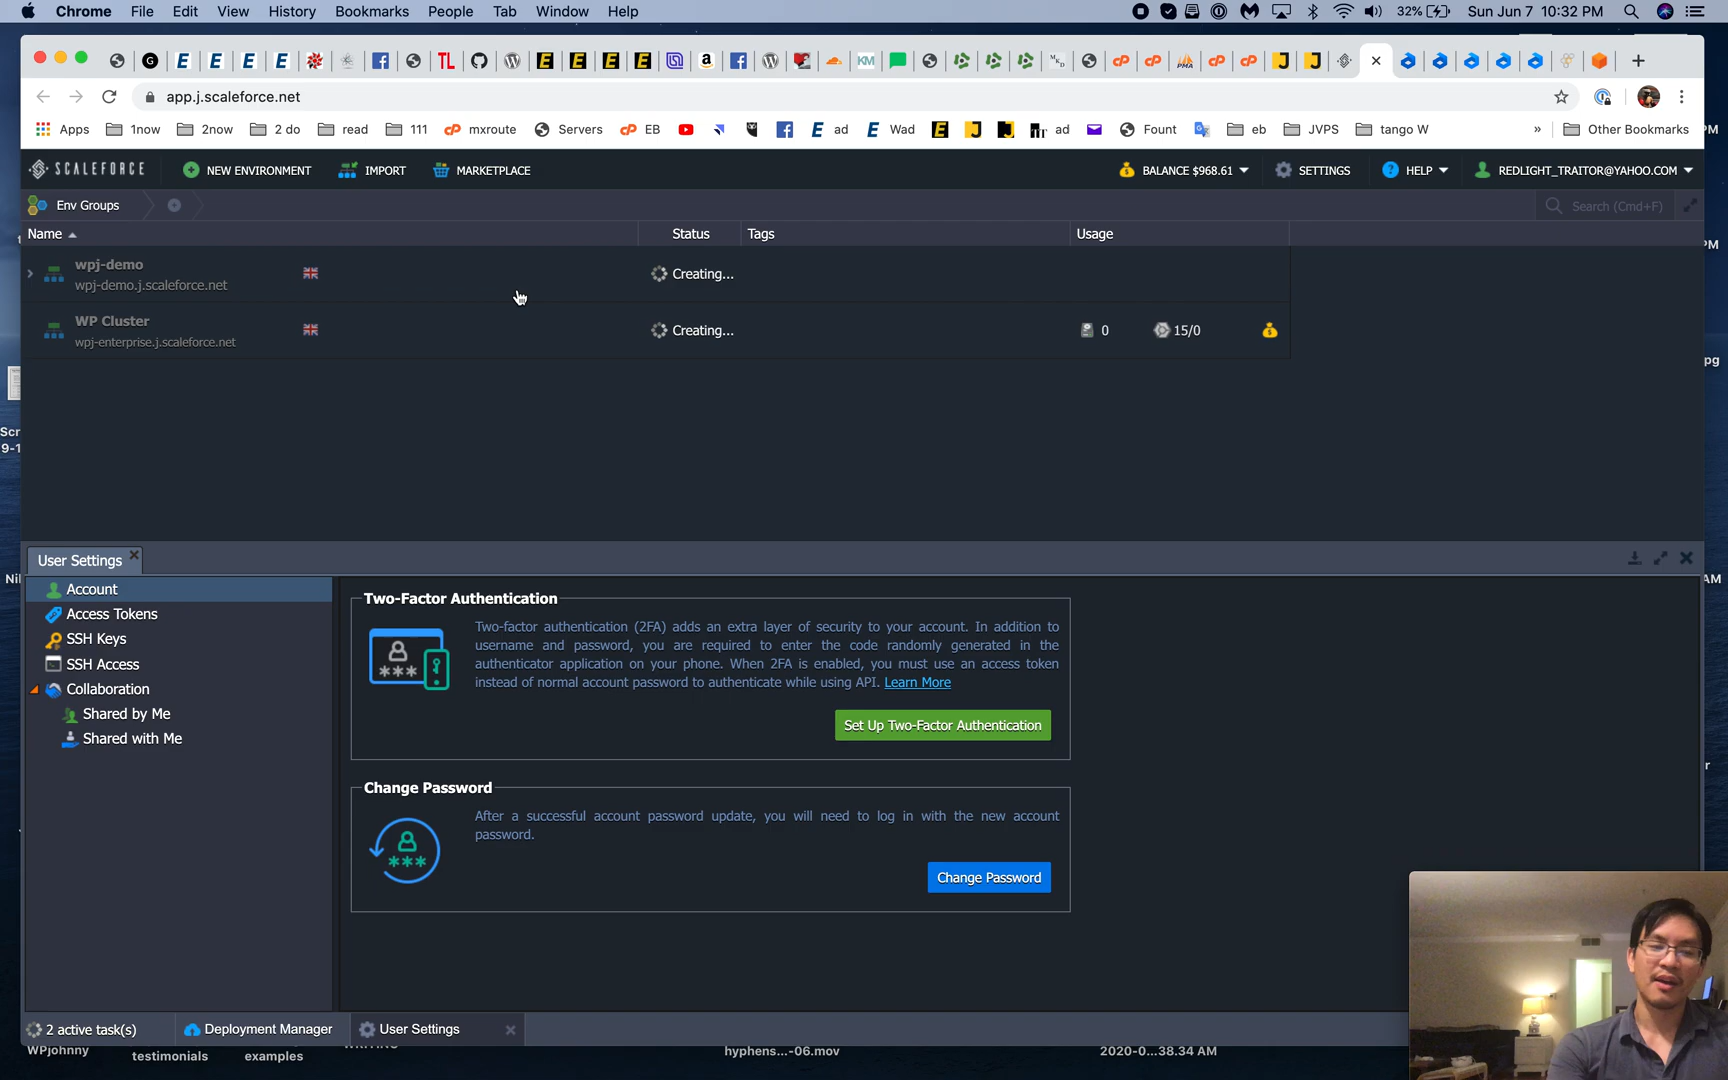 Chrome File Edit View History Bookmarks People Tab Window Help
32% Sun Jun 7 10:32 PM
app.j.scaleforce.net
Apps 1now 2now 2 do read 111 mxroute Servers EB ad Wad ad Fount eb JVPS tango W » Other Bookmarks
SCALEFORCE NEW ENVIRONMENT IMPORT MARKETPLACE BALANCE $968.61 SETTINGS HELP REDLIGHT_TRAITOR@YAHOO.COM
Env Groups Search (Cmd+F)
Name Status Tags Usage
wpj-demo
wpj-demo.j.scaleforce.net
Creating...
WP Cluster
wpj-enterprise.j.scaleforce.net
Creating... 0 15/0
User Settings
Account
Access Tokens
SSH Keys
SSH Access
Collaboration
Shared by Me
Shared with Me
Two-Factor Authentication
Two-factor authentication (2FA) adds an extra layer of security to your account. In addition to
username and password, you are required to enter the code randomly generated in the
authenticator application on your phone. When 2FA is enabled, you must use an access token
instead of normal account password to authenticate while using API. Learn More
Set Up Two-Factor Authentication
Change Password
After a successful account password update, you will need to log in with the new account
password.
Change Password
2 active task(s) Deployment Manager User Settings
WPjohnny
testimonials
examples
hyphens...-06.mov
2020-0...38.34 AM